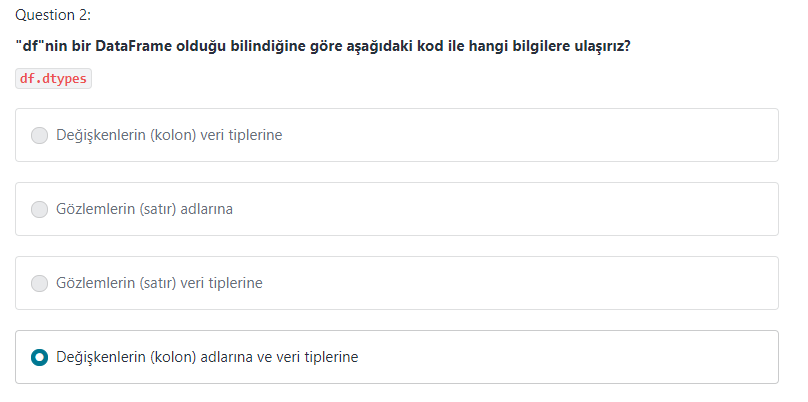 Question 2:
"df"nin bir DataFrame olduğu bilindiğine göre aşağıdaki kod ile hangi bilgilere ulaşırız?
df.dtypes
Değişkenlerin (kolon) veri tiplerine
Gözlemlerin (satır) adlarına
Gözlemlerin (satır) veri tiplerine
Değişkenlerin (kolon) adlarına ve veri tiplerine